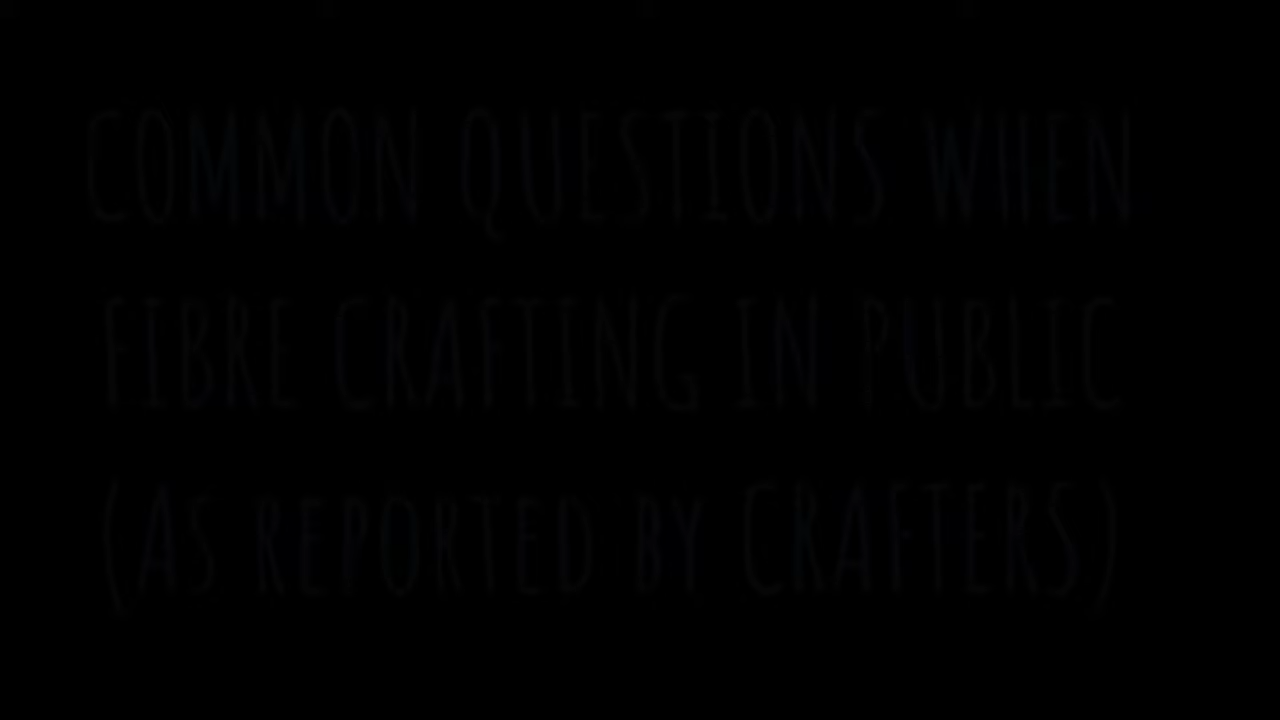 COMMON QUESTIONS WHEN
FIBRE CRAFTING IN PUBLIC
(AS REPORTED BY CRAFTERS)